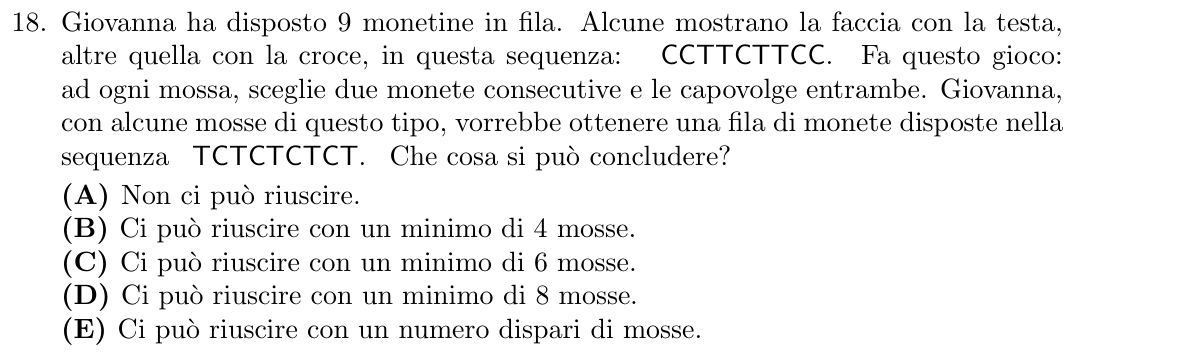 18. Giovanna ha disposto 9 monetine in fila. Alcune mostrano la faccia con la testa,
altre quella con la croce, in questa sequenza: CCTTCTTCC. Fa questo gioco:
ad ogni mossa, sceglie due monete consecutive e le capovolge entrambe. Giovanna,
con alcune mosse di questo tipo, vorrebbe ottenere una fila di monete disposte nella
sequenza TCTCTCTCT. Che cosa si può concludere?
(A) Non ci può riuscire.
(B) Ci può riuscire con un minimo di 4 mosse.
(C) Ci può riuscire con un minimo di 6 mosse.
(D) Ci può riuscire con un minimo di 8 mosse.
(E) Ci può riuscire con un numero dispari di mosse.